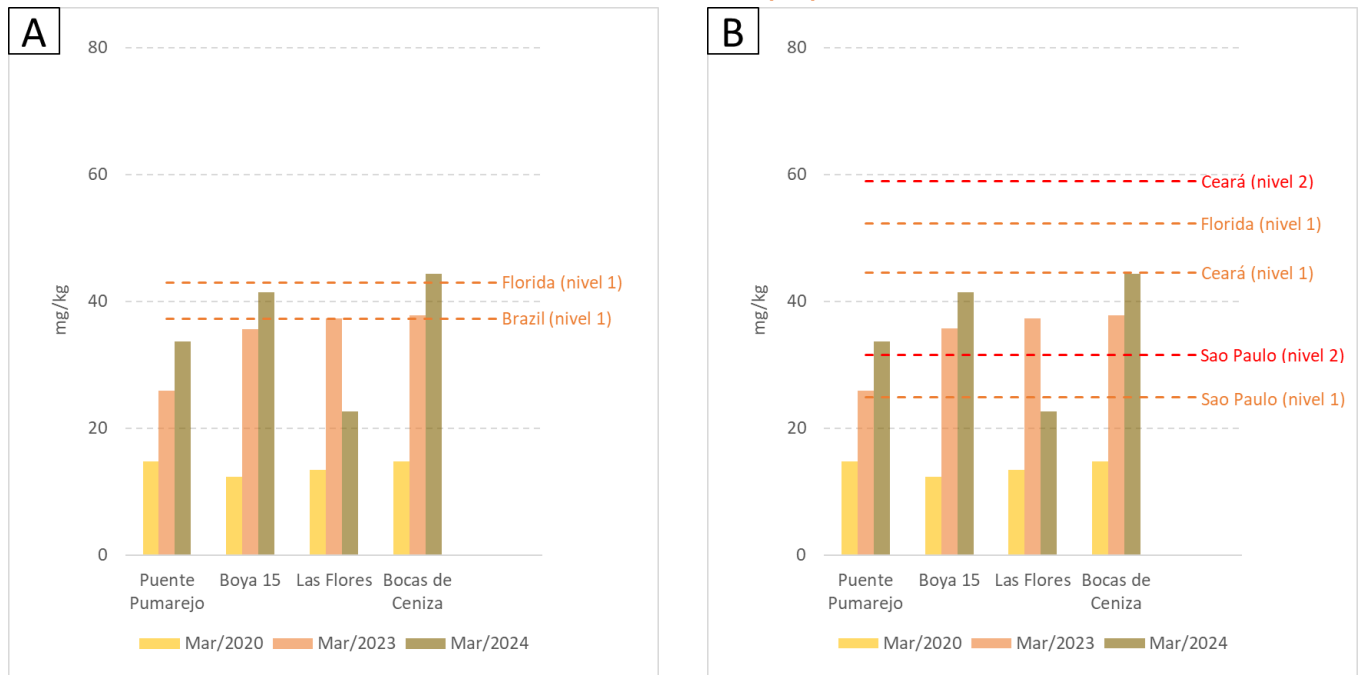 A
80
60
40
20
0
mg/kg
Florida (nivel 1)
Brazil (nivel 1)
Puente Pumarejo
Boya 15
Las Flores
Bocas de Ceniza
Mar/2020
Mar/2023
Mar/2024
B
80
60
40
20
0
mg/kg
Ceará (nivel 2)
Florida (nivel 1)
Ceará (nivel 1)
Sao Paulo (nivel 2)
Sao Paulo (nivel 1)
Puente Pumarejo
Boya 15
Las Flores
Bocas de Ceniza
Mar/2020
Mar/2023
Mar/2024